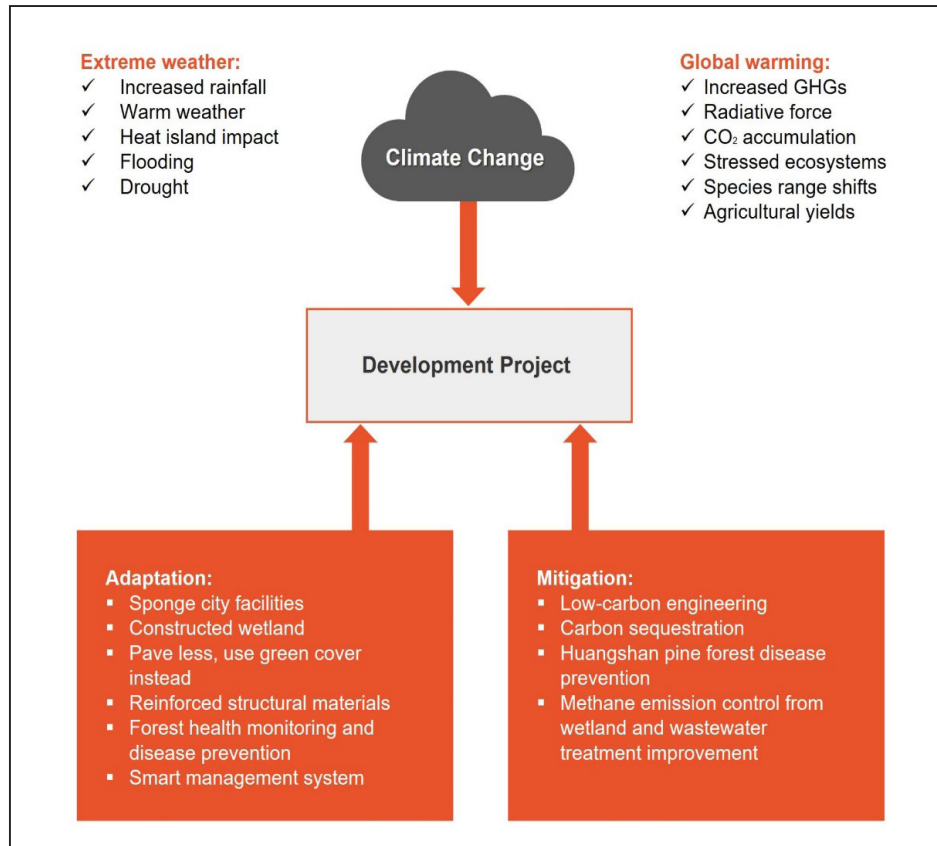 Extreme weather:
✓ Increased rainfall
✓ Warm weather
✓ Heat island impact
✓ Flooding
✓ Drought
Climate Change
Global warming:
✓ Increased GHGs
✓ Radiative force
✓ CO₂ accumulation
✓ Stressed ecosystems
✓ Species range shifts
✓ Agricultural yields
Development Project
Adaptation:
▪ Sponge city facilities
▪ Constructed wetland
▪ Pave less, use green cover
instead
▪ Reinforced structural materials
▪ Forest health monitoring and
disease prevention
▪ Smart management system
Mitigation:
▪ Low-carbon engineering
▪ Carbon sequestration
▪ Huangshan pine forest disease
prevention
▪ Methane emission control from
wetland and wastewater
treatment improvement